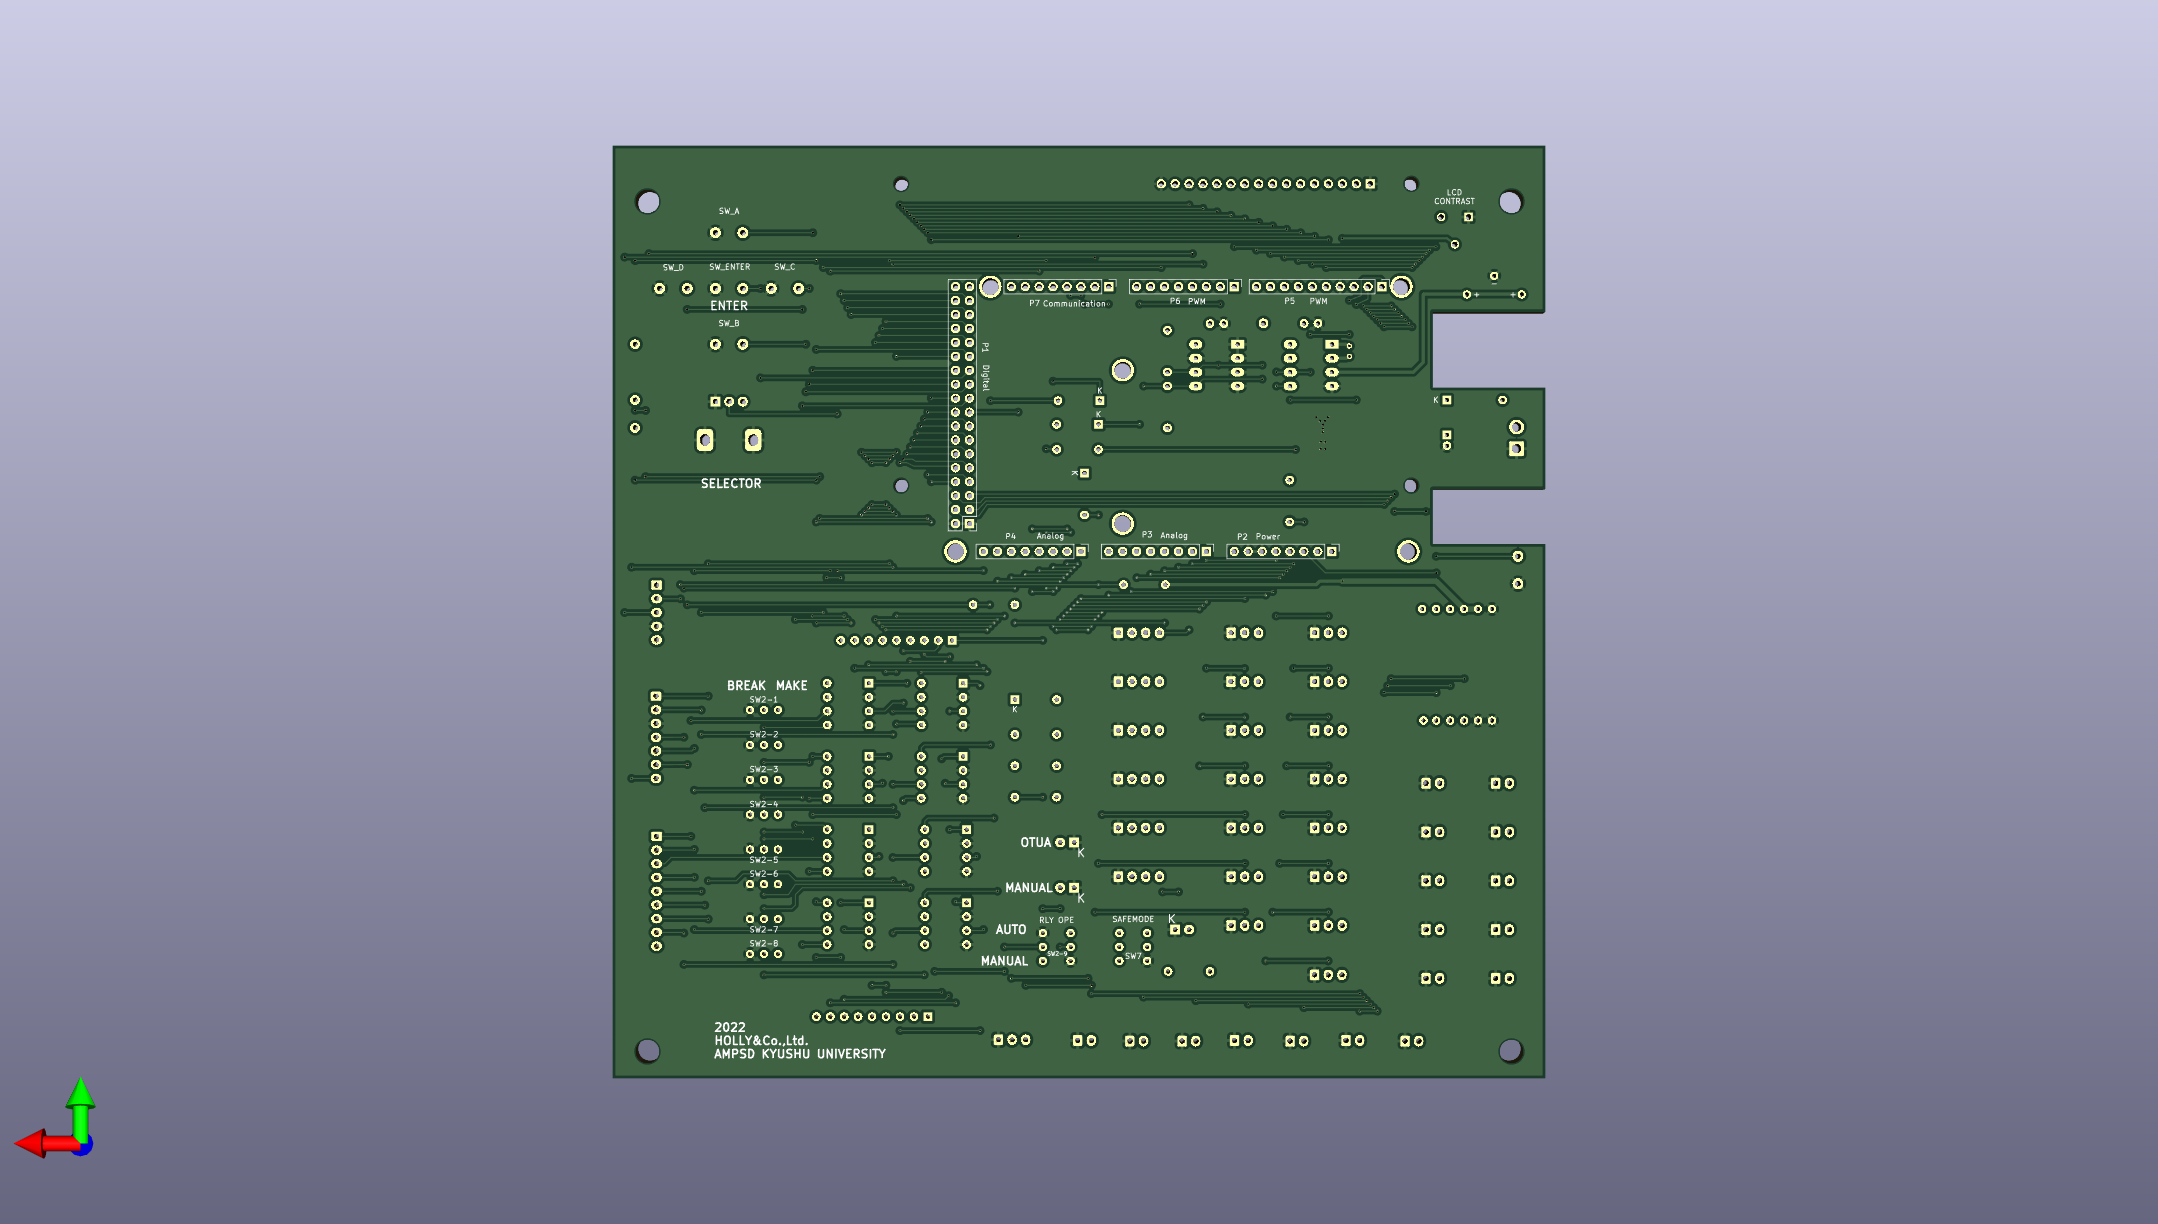 LCD
CONTRAST
SW_A
SW_D SW_ENTER SW_C
ENTER
SW_B
P7 Communication
P6 PWM
P5 PWM
+ +
P1 Digital
K
K
K
K
SELECTOR
P4 Analog
P3 Analog
P2 Power
BREAK MAKE
SW2-1
K
SW2-2
SW2-3
SW2-4
OTUA
K
SW2-5
SW2-6
MANUAL
K
RLY OPE
SAFEMODE
K
AUTO
SW2-7
SW2-8
SW2-9
SW7
MANUAL
2022
HOLLY&Co.,Ltd.
AMPSD KYUSHU UNIVERSITY